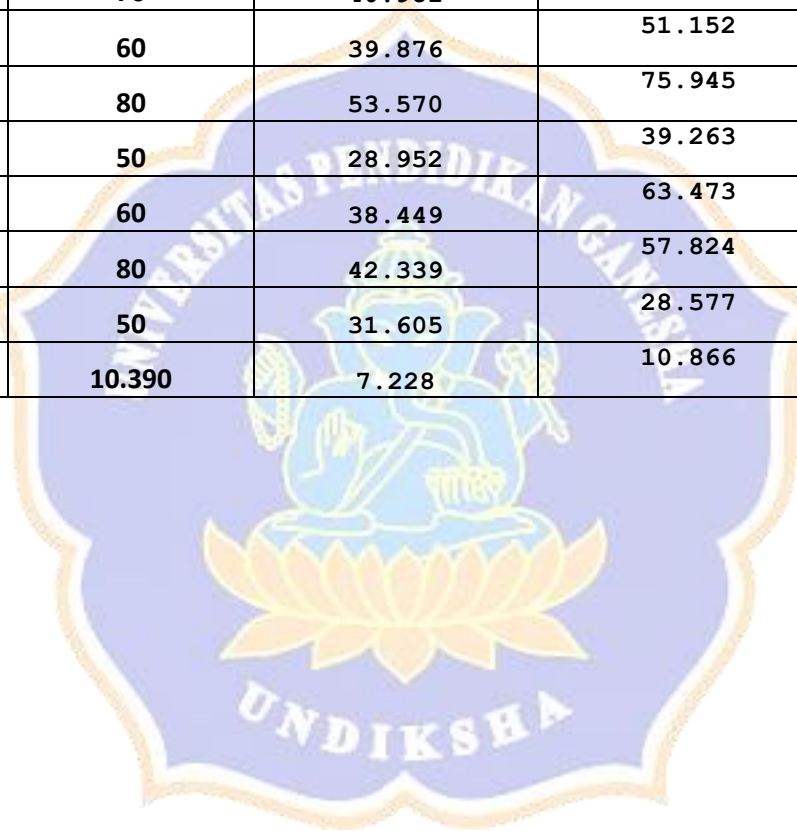 60 39.876 51.152
80 53.570 75.945
50 28.952 39.263
60 38.449 63.473
80 42.339 57.824
50 31.605 28.577
10.390 7.228 10.866
UNIVERSITAS PENDIDIKAN GANESHA
UNDIKSHA